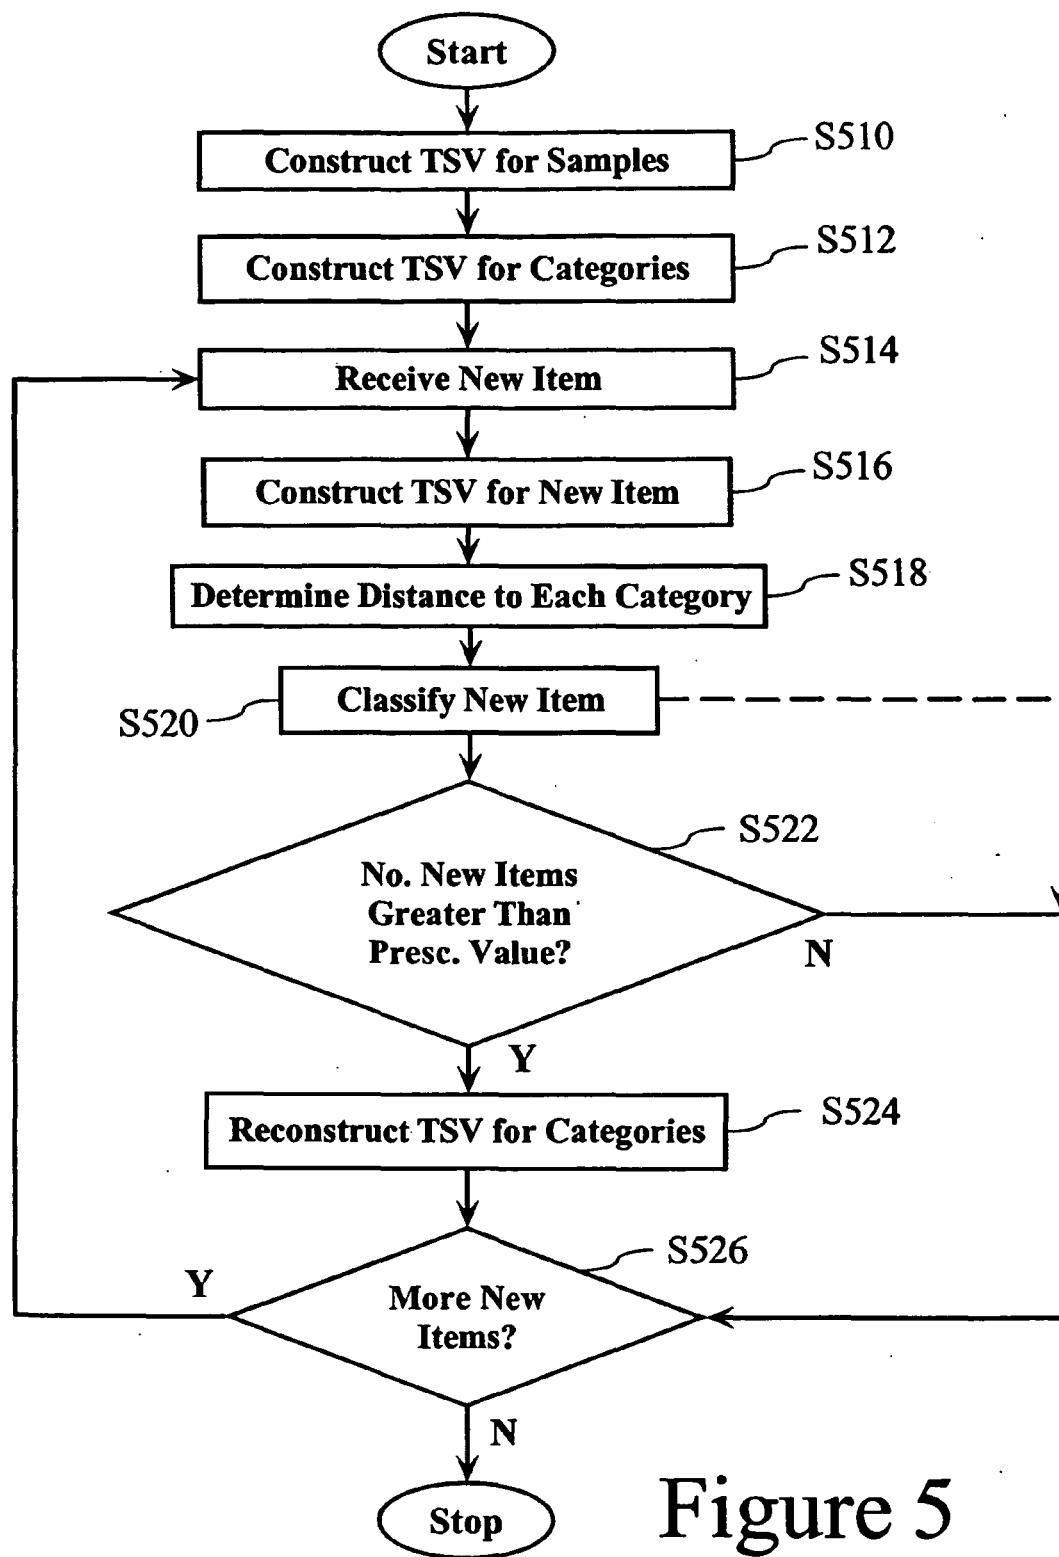 Start
Construct TSV for Samples
S510
Construct TSV for Categories
S512
Receive New Item
S514
Construct TSV for New Item
S516
Determine Distance to Each Category
S518
Classify New Item
S520
No. New Items
Greater Than
Presc. Value?
S522
N
Y
Reconstruct TSV for Categories
S524
More New
Items?
S526
Y
N
Stop
Figure 5